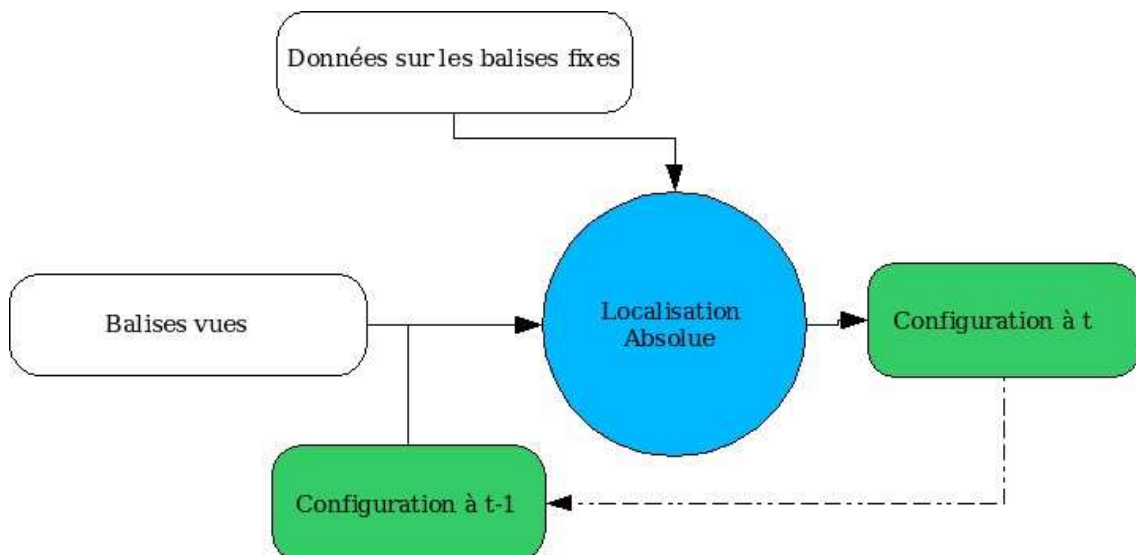 Données sur les balises fixes
Balises vues
Localisation
Absolue
Configuration à t
Configuration à t-1